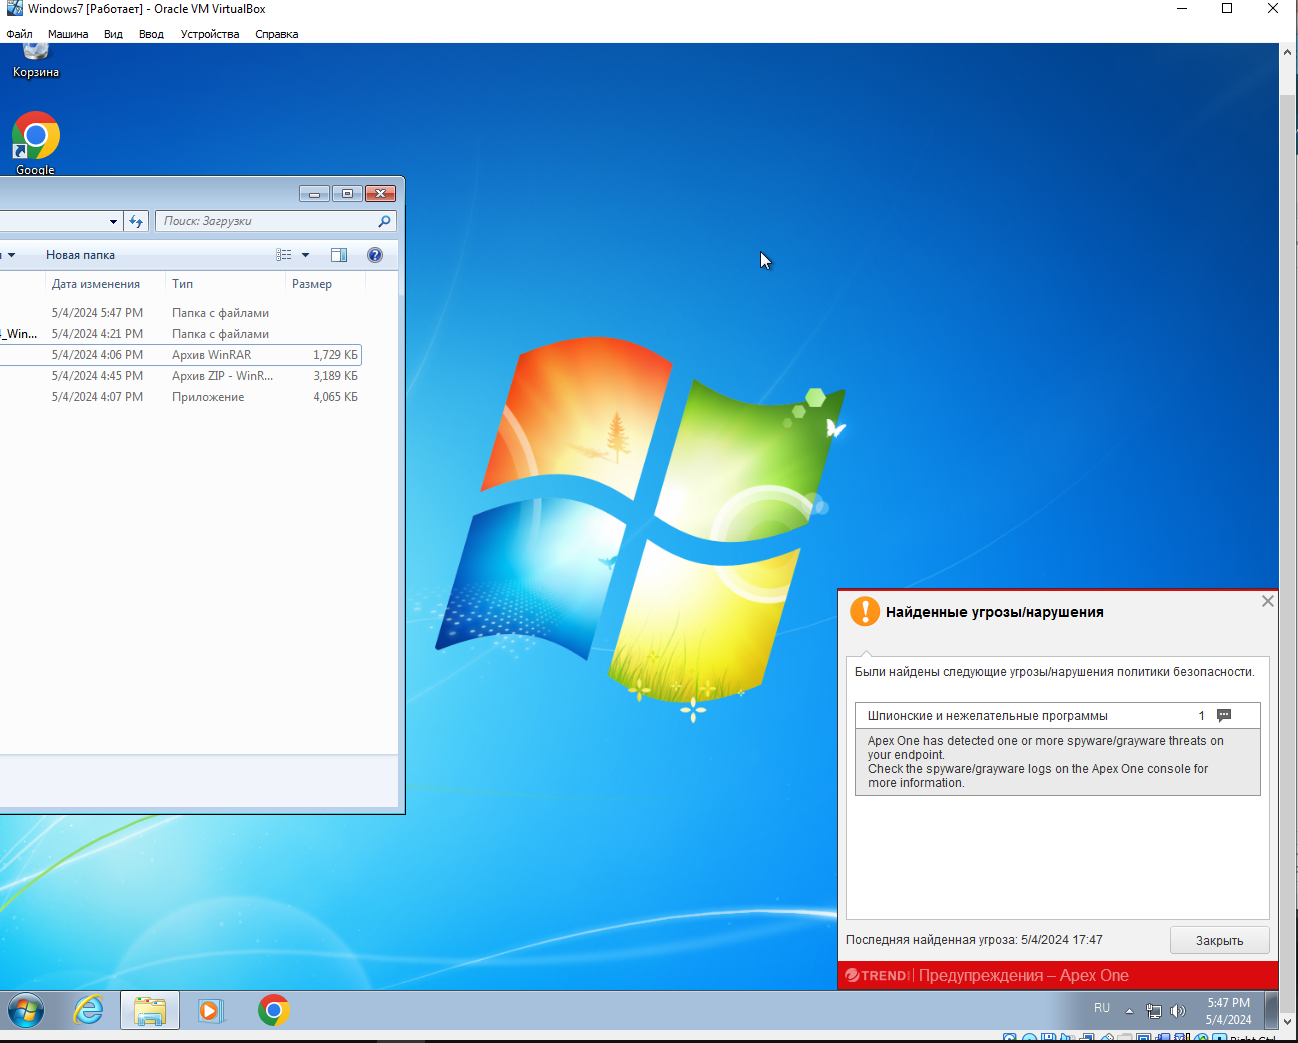 Windows7 [Работает] - Oracle VM VirtualBox
Файл Машина Вид Ввод Устройства Справка
Корзина
Google
Поиск: Загрузки
Новая папка
Дата изменения Тип Размер
5/4/2024 5:47 PM Папка с файлами
_Win... 5/4/2024 4:21 PM Папка с файлами
5/4/2024 4:06 PM Архив WinRAR 1,729 КБ
5/4/2024 4:45 PM Архив ZIP - WinR... 3,189 КБ
5/4/2024 4:07 PM Приложение 4,065 КБ
Найденные угрозы/нарушения
Были найдены следующие угрозы/нарушения политики безопасности.
Шпионские и нежелательные программы 1
Apex One has detected one or more spyware/grayware threats on
your endpoint.
Check the spyware/grayware logs on the Apex One console for
more information.
Последняя найденная угроза: 5/4/2024 17:47
Закрыть
TREND Предупреждения – Apex One
RU
5:47 PM
5/4/2024
Right Ctrl